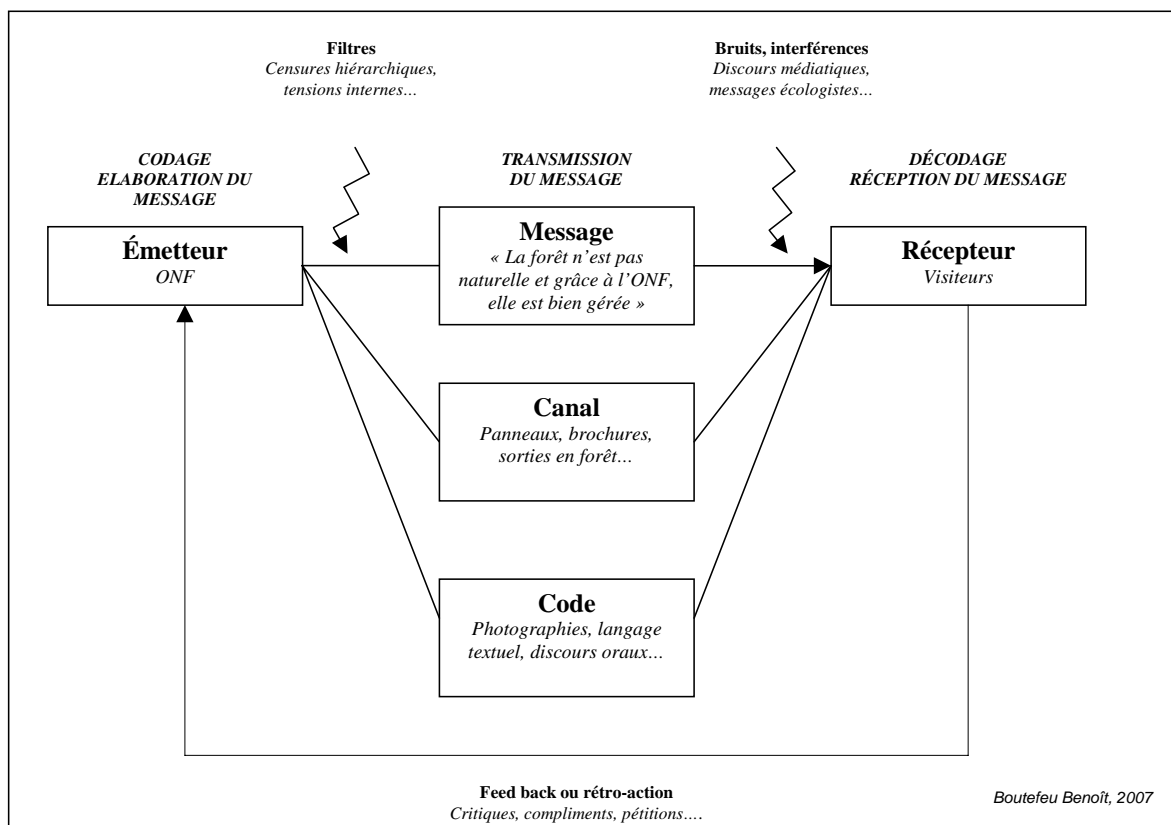 Filtres
Censures hiérarchiques,
tensions internes…
Bruits, interférences
Discours médiatiques,
messages écologistes…
CODAGE
ELABORATION DU
MESSAGE
TRANSMISSION
DU MESSAGE
DÉCODAGE
RÉCEPTION DU MESSAGE
Émetteur
ONF
Message
« La forêt n’est pas
naturelle et grâce à l’ONF,
elle est bien gérée »
Récepteur
Visiteurs
Canal
Panneaux, brochures,
sorties en forêt…
Code
Photographies, langage
textuel, discours oraux…
Feed back ou rétro-action
Critiques, compliments, pétitions….
Boutefeu Benoît, 2007